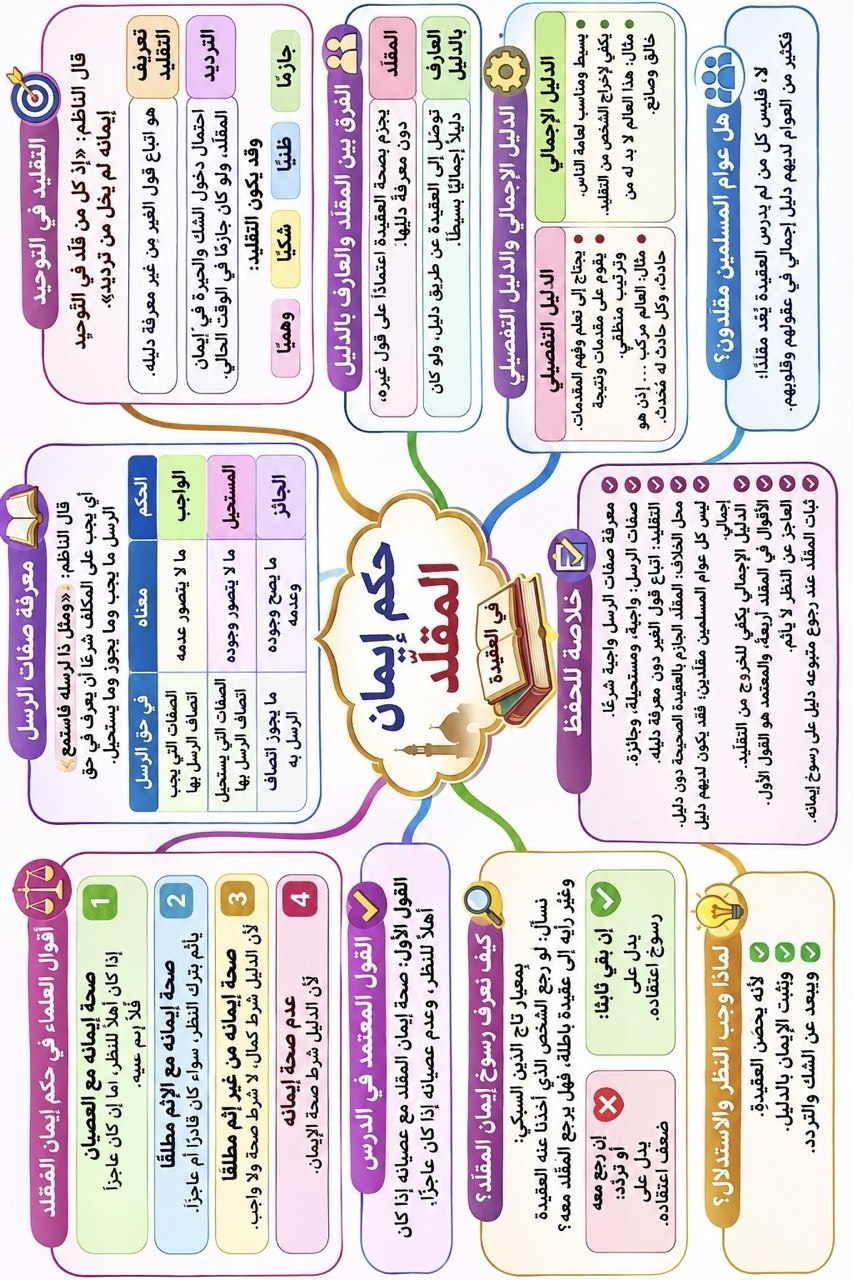 حكم إيمان
المقلّد
في العقيدة
التقليد في التوحيد
قال الناظم: «إذ كل من قلّد في التوحيد
إيمانه لم يخل من ترديد».
تعريف
التقليد
هو اتباع قول الغير من غير معرفة دليله.
الترديد
احتمال دخول الشك والحيرة في إيمان
المقلّد، ولو كان جازمًا في الوقت الحالي.
وقد يكون التقليد:
جازمًا
ظنيًا
شكيًا
وهميًا
الفرق بين المقلّد والعارف بالدليل
المقلّد
يجزم بصحة العقيدة اعتمادًا على قول غيره،
دون معرفة دليلها.
العارف
بالدليل
توصّل إلى العقيدة عن طريق دليل، ولو كان
دليلًا إجماليًا بسيطًا.
الدليل الإجمالي والدليل التفصيلي
الدليل الإجمالي
بسيط ومناسب لعامة الناس.
يكفي لإخراج الشخص من التقليد.
مثال: هذا العالم لا بد له من
خالق وصانع.
الدليل التفصيلي
يحتاج إلى تعلم وفهم المقدمات.
يقوم على مقدمات ونتيجة
وترتيب منطقي.
مثال: العالم مركب ... إذن هو
حادث، وكل حادث له مُحدث.
هل عوام المسلمين مقلّدون؟
لا، فليس كل من لم يدرس العقيدة يُعد مقلدًا؛
فكثير من العوام لديهم دليل إجمالي في عقولهم وقلوبهم.
معرفة صفات الرسل
قال الناظم: «ومثل ذا لرسله فاستمع»
أي يجب على المكلف شرعًا أن يعرف في حق
الرسل ما يجب وما يجوز وما يستحيل.
الحكم معناه في حق الرسل
الواجب ما لا يتصور عدمه الصفات التي يجب
اتصاف الرسل بها
المستحيل ما لا يتصور وجوده الصفات التي يستحيل
اتصاف الرسل بها
الجائز ما يصح وجوده
وعدمه
ما يجوز اتصاف
الرسل به
خلاصة للحفظ
معرفة صفات الرسل واجبة شرعًا.
صفات الرسل: واجبة، ومستحيلة، وجائزة.
التقليد: اتباع قول الغير دون معرفة دليله.
محل الخلاف: المقلد الجازم بالعقيدة الصحيحة دون دليل.
ليس كل عوام المسلمين مقلدين؛ فقد يكون لديهم دليل
إجمالي.
الدليل الإجمالي يكفي للخروج من التقليد.
الأقوال في المقلد أربعة، والمعتمد هو القول الأول.
العاجز عن النظر لا يأثم.
ثبات المقلّد عند رجوع متبوعه دليل على رسوخ إيمانه.
أقوال العلماء في حكم إيمان المُقلد
1
صحة إيمانه مع العصيان
إذا كان أهلًا للنظر، أما إن كان عاجزاً
فلا إثم عليه.
2
صحة إيمانه مع الإثم مطلقًا
يأثم بترك النظر، سواء كان قادرًا أم عاجزًا.
3
صحة إيمانه من غير إثم مطلقًا
لأن الدليل شرط كمال، لا شرط صحة ولا واجب.
4
عدم صحة إيمانه
لأن الدليل شرط صحة الإيمان.
القول المعتمد في الدرس
القول الأول: صحة إيمان المقلد مع عصيانه إذا كان
أهلًا للنظر، وعدم عصيانه إذا كان عاجزًا.
كيف نعرف رسوخ إيمان المقلّد؟
بمعيار تاج الدين السبكي:
نسأل: لو رجع الشخص الذي أخذنا عنه العقيدة
وغيّر رأيه إلى عقيدة باطلة، فهل يرجع المقلّد معه؟
إن بقي ثابتًا:
يدل على
رسوخ اعتقاده.
إن رجع معه
أو تردّد:
يدل على
ضعف اعتقاده.
لماذا وجب النظر والاستدلال؟
لأنه يحصّن العقيدة.
ويثبت الإيمان بالدليل.
ويبعد عن الشك والتردد.